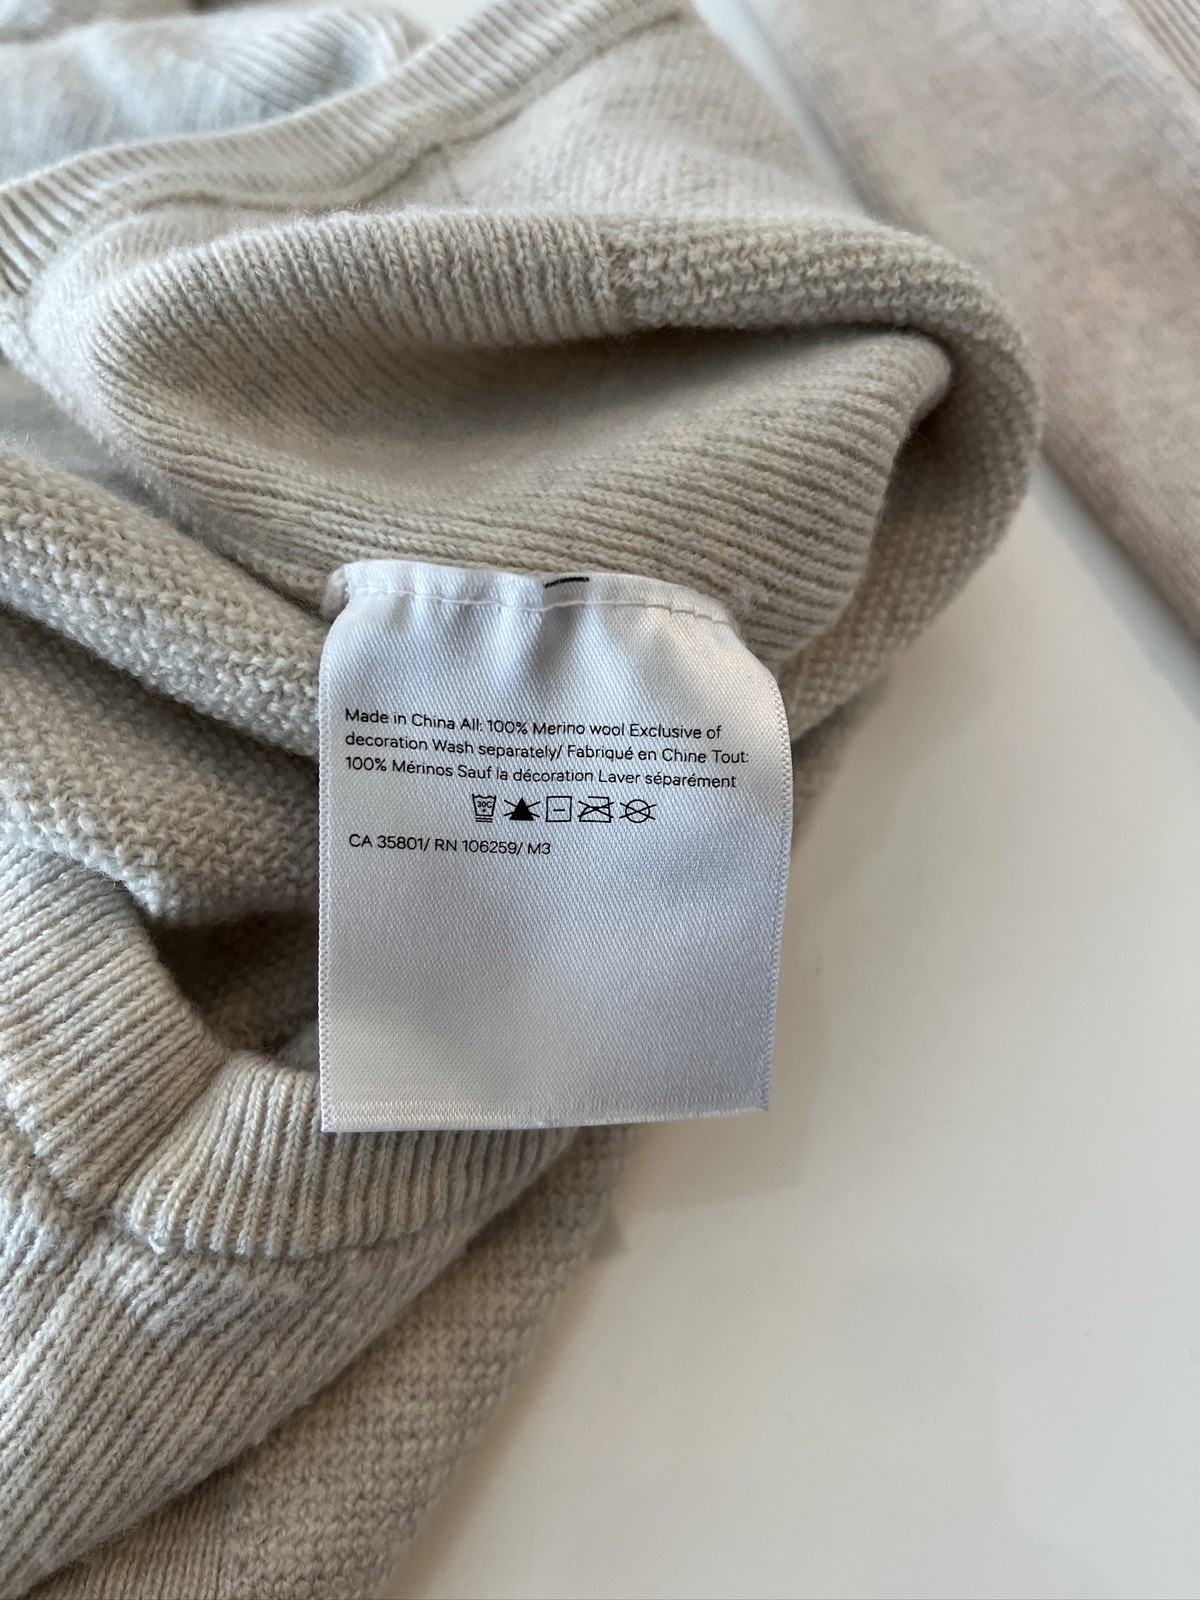 Made in China All: 100% Merino wool Exclusive of
decoration Wash separately/ Fabriqué en Chine Tout:
100% Mérinos Sauf la décoration Laver séparément
30C
CA 35801/ RN 106259/ M3